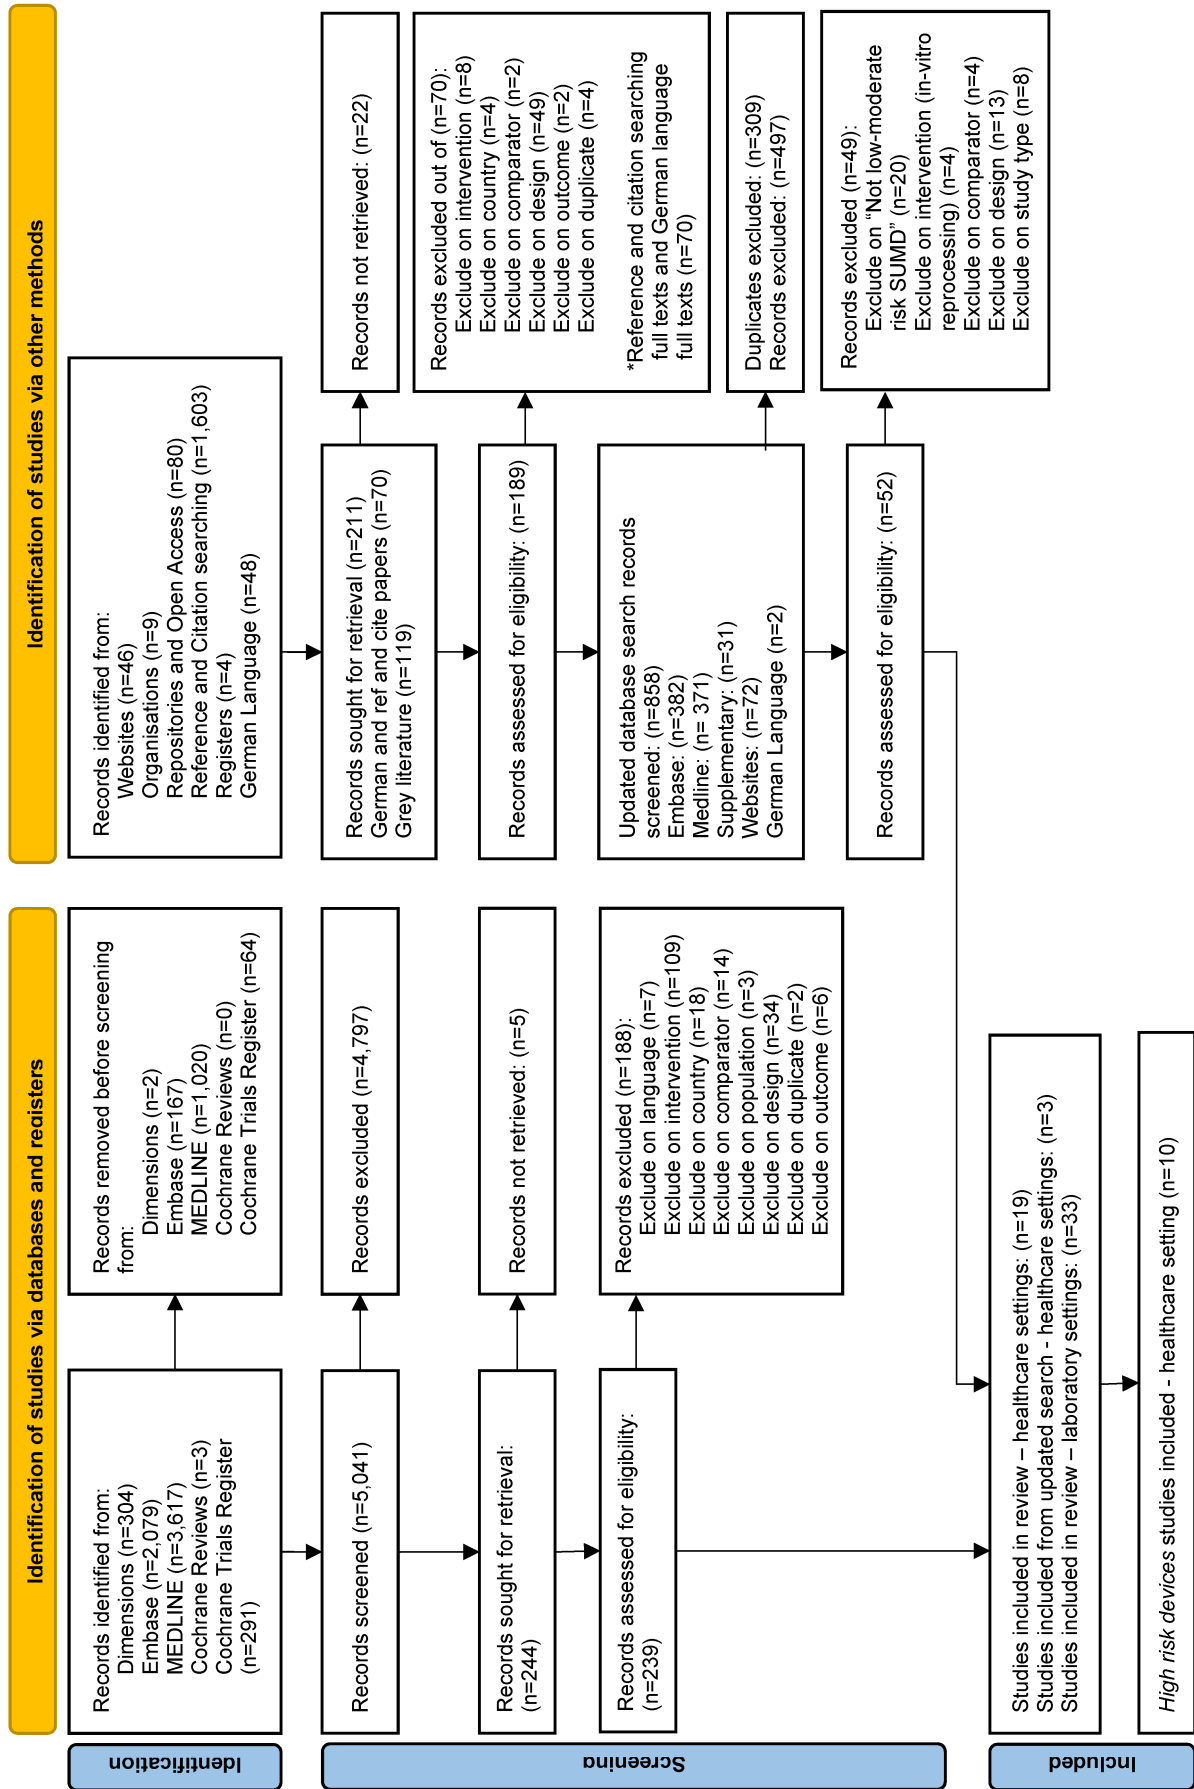 Identification of studies via databases and registers
Identification of studies via other methods
Identification
Records identified from:
Dimensions (n=304)
Embase (n=2,079)
MEDLINE (n=3,617)
Cochrane Reviews (n=3)
Cochrane Trials Register
(n=291)
Records removed before screening
from:
Dimensions (n=2)
Embase (n=167)
MEDLINE (n=1,020)
Cochrane Reviews (n=0)
Cochrane Trials Register (n=64)
Records identified from:
Websites (n=46)
Organisations (n=9)
Repositories and Open Access (n=80)
Reference and Citation searching (n=1,603)
Registers (n=4)
German Language (n=48)
Screening
Records screened (n=5,041)
Records excluded (n=4,797)
Records sought for retrieval (n=211)
German and ref and cite papers (n=70)
Grey literature (n=119)
Records not retrieved: (n=22)
Records sought for retrieval:
(n=244)
Records not retrieved: (n=5)
Records assessed for eligibility: (n=189)
Records excluded out of (n=70):
Exclude on intervention (n=8)
Exclude on country (n=4)
Exclude on comparator (n=2)
Exclude on design (n=49)
Exclude on outcome (n=2)
Exclude on duplicate (n=4)
*Reference and citation searching
full texts and German language
full texts (n=70)
Records assessed for eligibility:
(n=239)
Records excluded (n=188):
Exclude on language (n=7)
Exclude on intervention (n=109)
Exclude on country (n=18)
Exclude on comparator (n=14)
Exclude on population (n=3)
Exclude on design (n=34)
Exclude on duplicate (n=2)
Exclude on outcome (n=6)
Updated database search records
screened: (n=858)
Embase: (n=382)
Medline: (n= 371)
Supplementary: (n=31)
Websites: (n=72)
German Language (n=2)
Duplicates excluded: (n=309)
Records excluded: (n=497)
Records assessed for eligibility: (n=52)
Records excluded (n=49):
Exclude on “Not low-moderate
risk SUMD” (n=20)
Exclude on intervention (in-vitro
reprocessing) (n=4)
Exclude on comparator (n=4)
Exclude on design (n=13)
Exclude on study type (n=8)
Included
Studies included in review – healthcare settings: (n=19)
Studies included from updated search - healthcare settings: (n=3)
Studies included in review – laboratory settings: (n=33)
High risk devices studies included - healthcare setting (n=10)